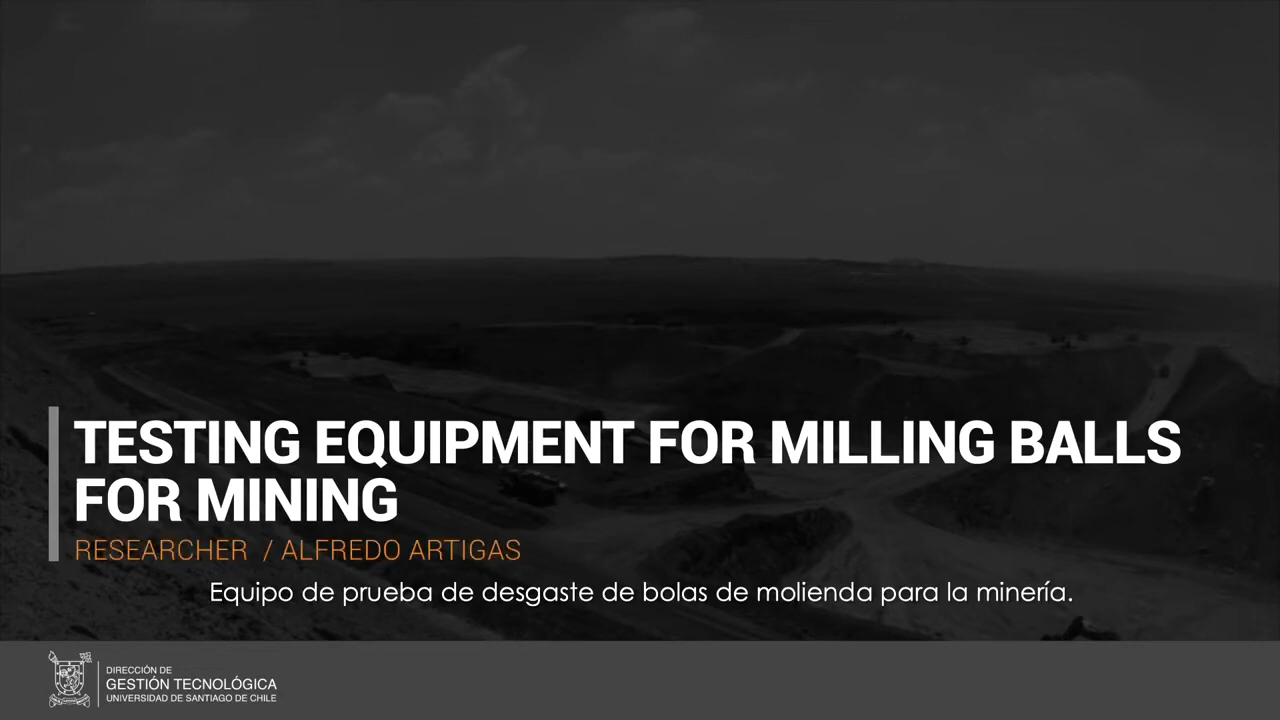 TESTING EQUIPMENT FOR MILLING BALLS
FOR MINING
RESEARCHER / ALFREDO ARTIGAS
Equipo de prueba de desgaste de bolas de molienda para la minería.
DIRECCIÓN DE
GESTIÓN TECNOLÓGICA
UNIVERSIDAD DE SANTIAGO DE CHILE